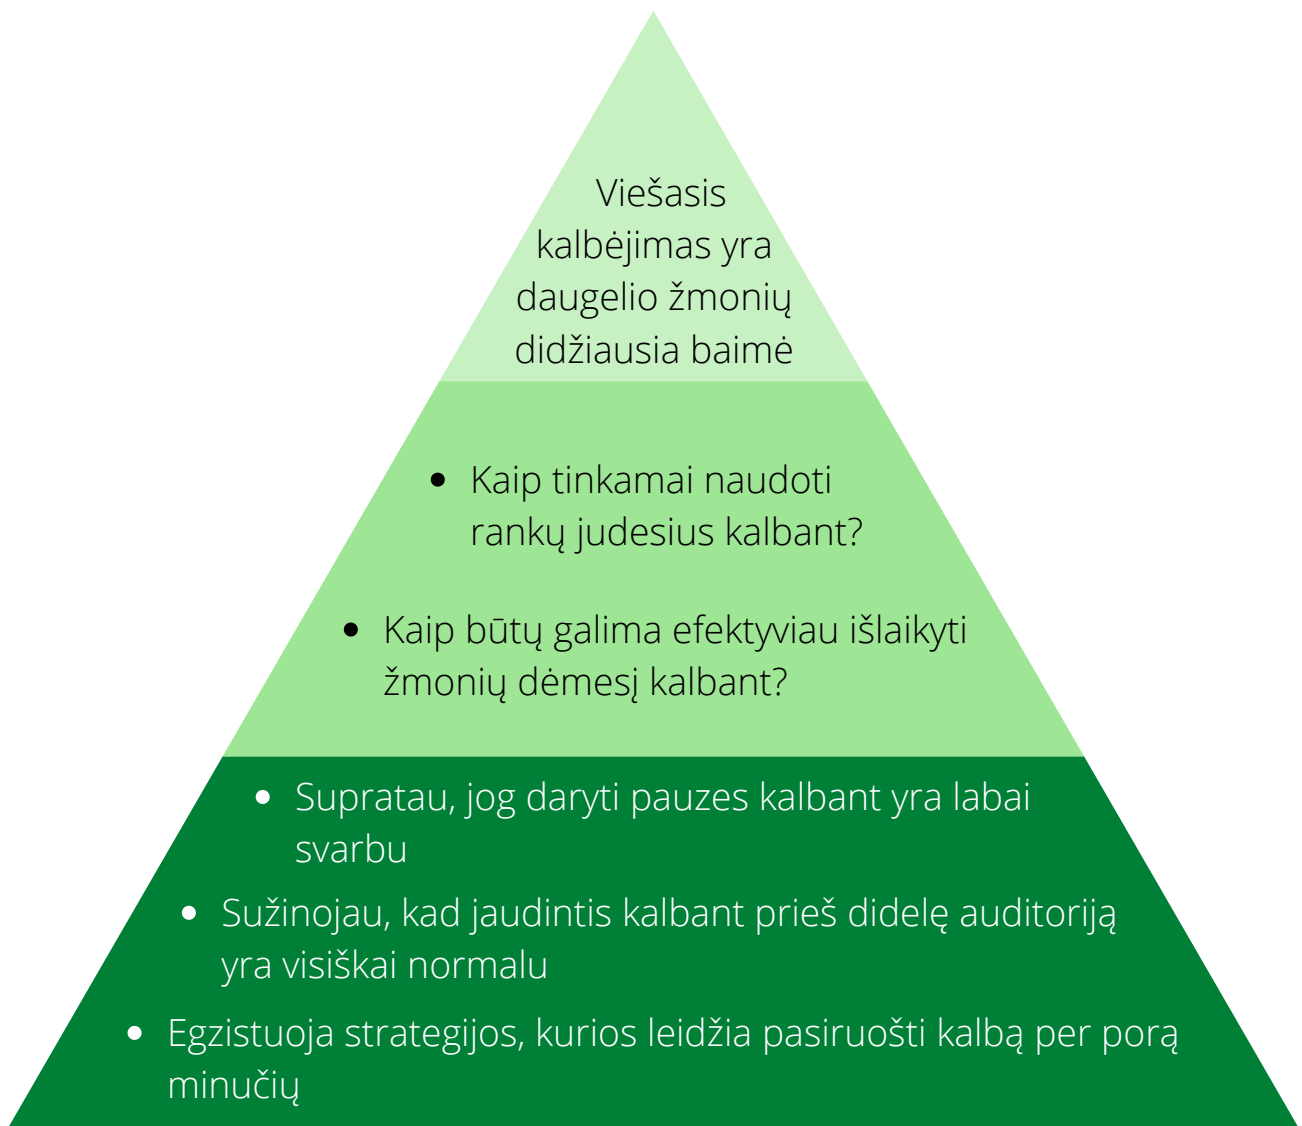 Viešasis
kalbėjimas yra
daugelio žmonių
didžiausia baimė
• Kaip tinkamai naudoti
rankų judesius kalbant?
• Kaip būtų galima efektyviau išlaikyti
žmonių dėmesį kalbant?
• Supratau, jog daryti pauzes kalbant yra labai
svarbu
• Sužinojau, kad jaudintis kalbant prieš didelę auditoriją
yra visiškai normalu
• Egzistuoja strategijos, kurios leidžia pasiruošti kalbą per porą
minučių